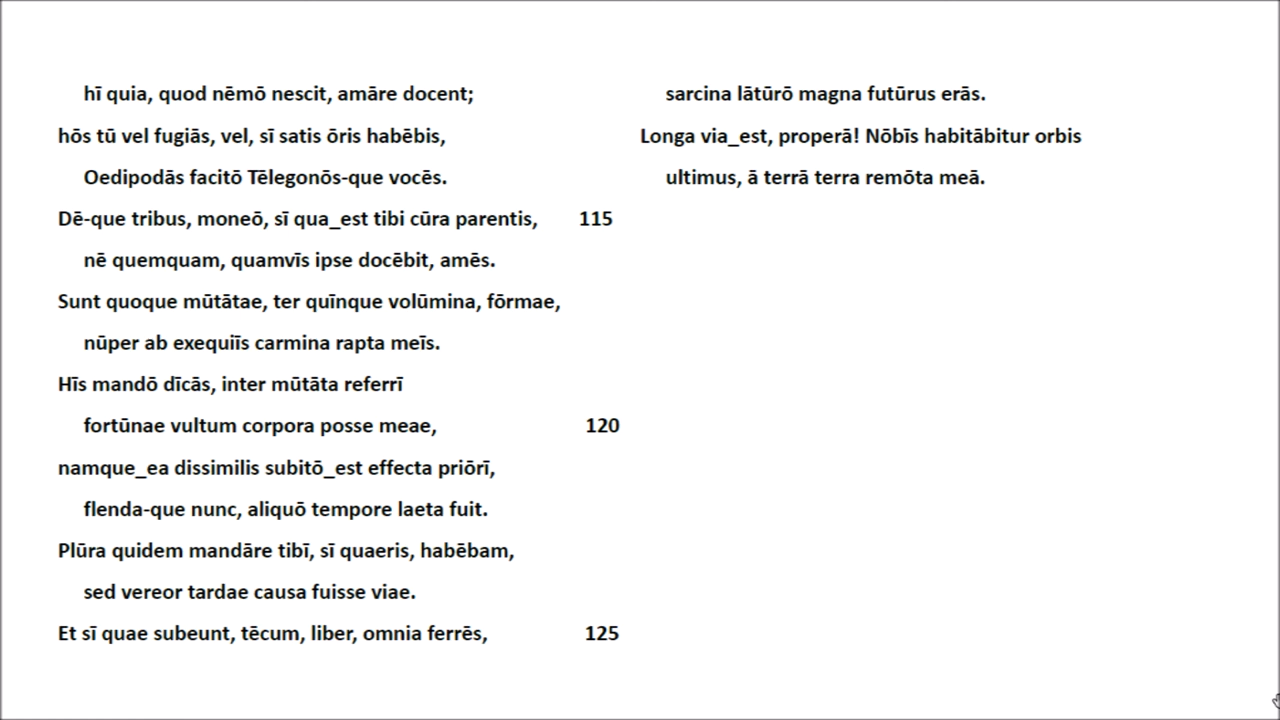 hī quia, quod nēmō nescit, amāre docent;
hōs tū vel fugiās, vel, sī satis ōris habēbis,
Oedipodās facitō Tēlegonōs-que vocēs.
Dē-que tribus, moneō, sī qua_est tibi cūra parentis, 115
nē quemquam, quamvīs ipse docēbit, amēs.
Sunt quoque mūtātae, ter quīnque volūmina, fōrmae,
nūper ab exequiīs carmina rapta meīs.
Hīs mandō dīcās, inter mūtāta referrī
fortūnae vultum corpora posse meae, 120
namque_ea dissimilis subitō_est effecta priōrī,
flenda-que nunc, aliquō tempore laeta fuit.
Plūra quidem mandāre tibī, sī quaeris, habēbam,
sed vereor tardae causa fuisse viae.
Et sī quae subeunt, tēcum, liber, omnia ferrēs, 125
sarcina lātūrō magna futūrus erās.
Longa via_est, properā! Nōbīs habitābitur orbis
ultimus, ā terrā terra remōta meā.